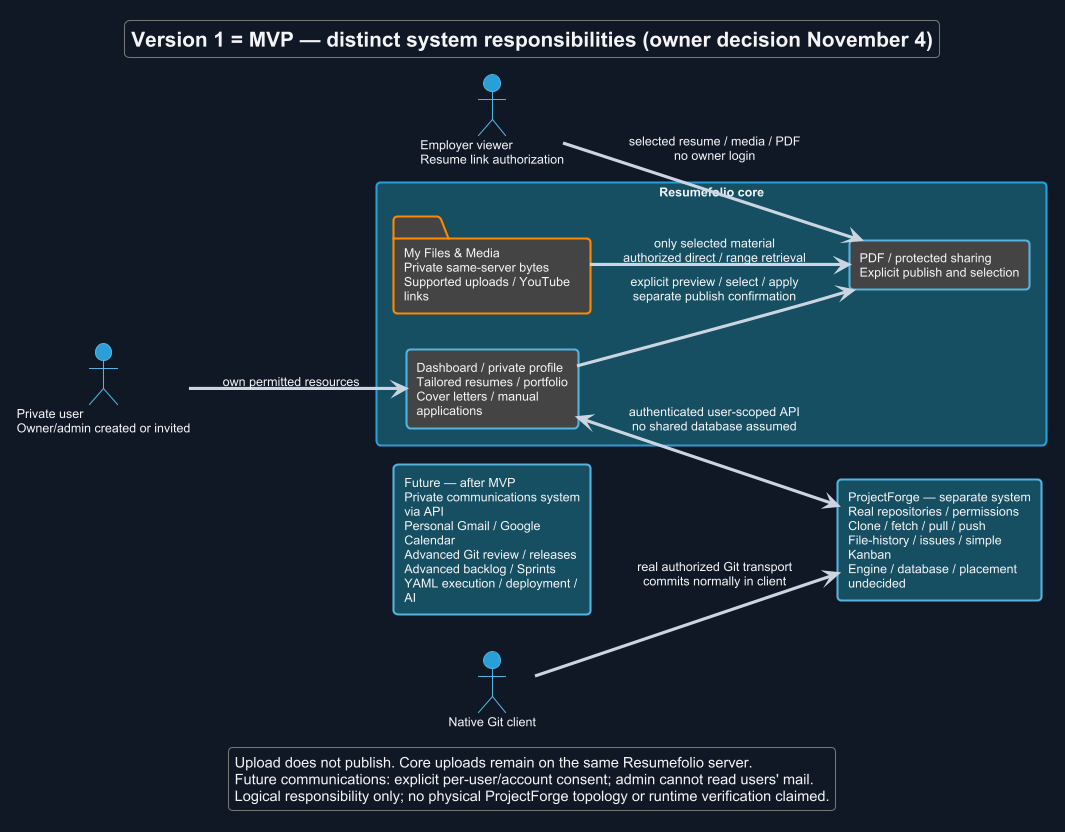 Version 1 = MVP — distinct system responsibilities (owner decision November 4)
Employer viewer
Resume link authorization
selected resume / media / PDF
no owner login
Resumefolio core
My Files & Media
Private same-server bytes
Supported uploads / YouTube
links
only selected material
authorized direct / range retrieval
explicit preview / select / apply
separate publish confirmation
PDF / protected sharing
Explicit publish and selection
Private user
Owner/admin created or invited
own permitted resources
Dashboard / private profile
Tailored resumes / portfolio
Cover letters / manual
applications
authenticated user-scoped API
no shared database assumed
Future — after MVP
Private communications system
via API
Personal Gmail / Google
Calendar
Advanced Git review / releases
Advanced backlog / Sprints
YAML execution / deployment /
AI
ProjectForge — separate system
Real repositories / permissions
Clone / fetch / pull / push
File-history / issues / simple
Kanban
Engine / database / placement
undecided
real authorized Git transport
commits normally in client
Native Git client
Upload does not publish. Core uploads remain on the same Resumefolio server.
Future communications: explicit per-user/account consent; admin cannot read users' mail.
Logical responsibility only; no physical ProjectForge topology or runtime verification claimed.